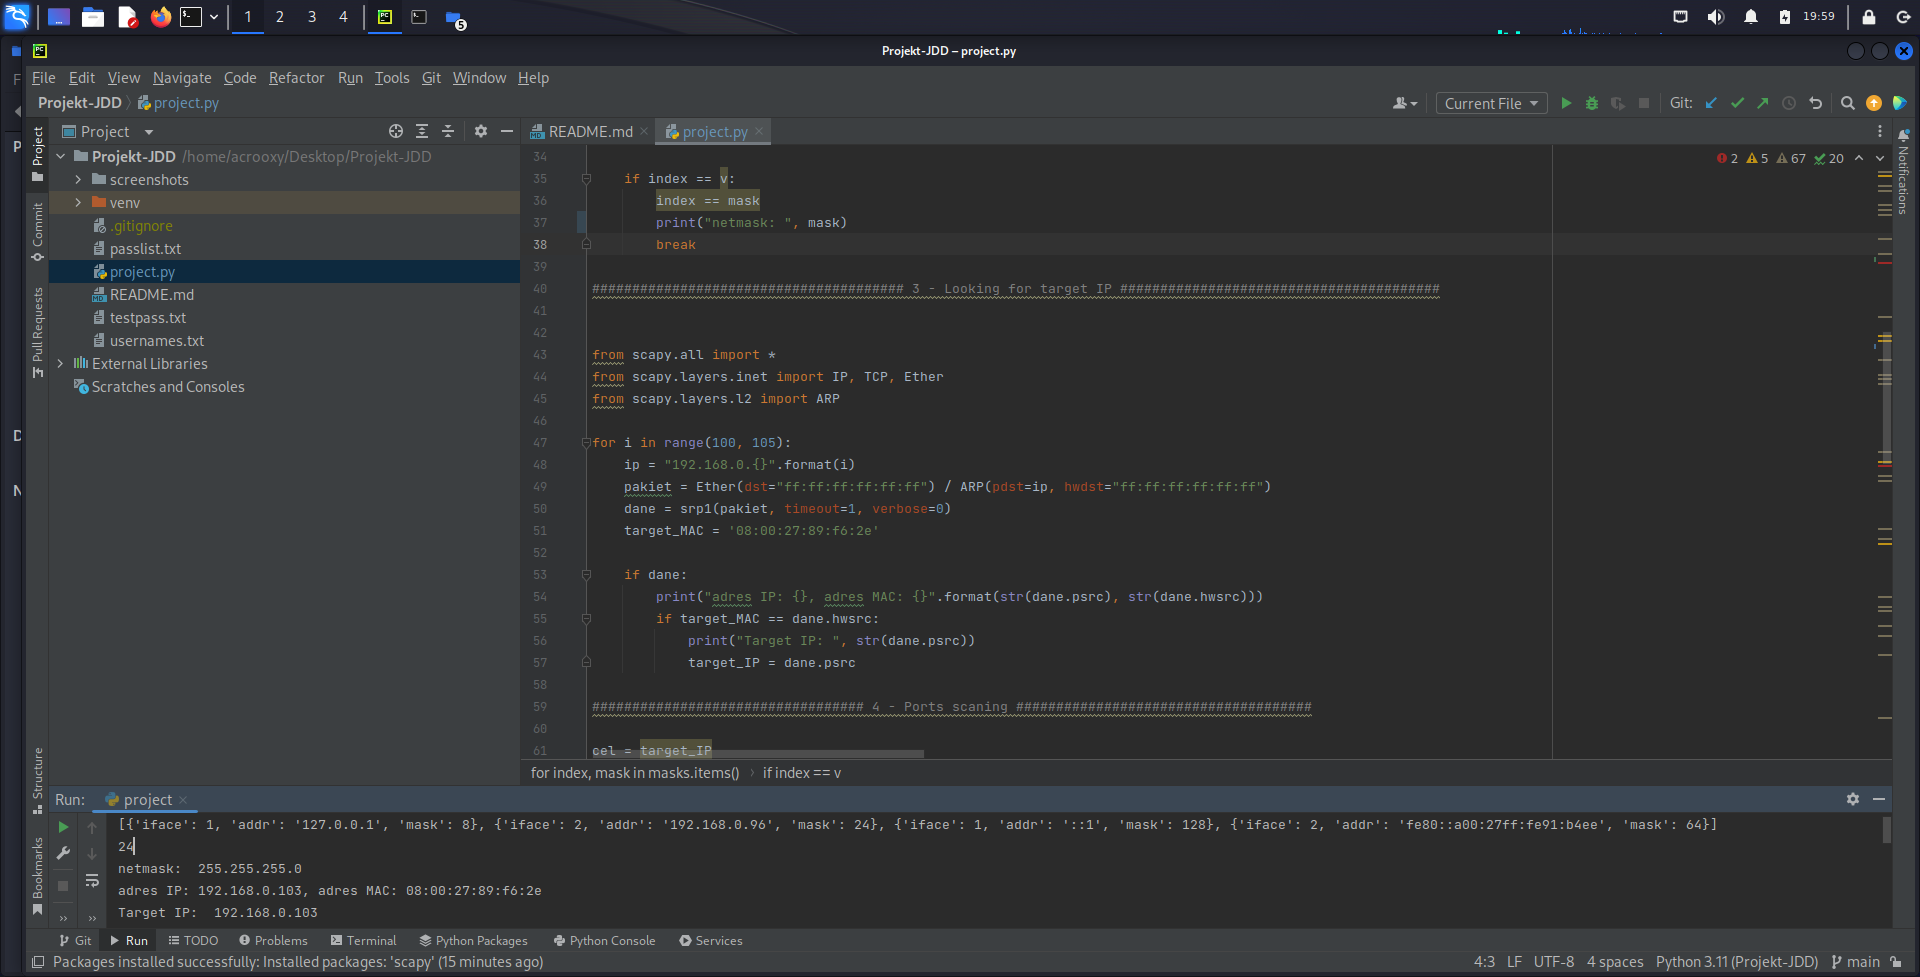 1 2 3 4 5 19:59
Projekt-JDD – project.py
File Edit View Navigate Code Refactor Run Tools Git Window Help
Projekt-JDD project.py Current File Git:
Project README.md project.py
Projekt-JDD /home/acrooxy/Desktop/Projekt-JDD
screenshots
venv
.gitignore
passlist.txt
project.py
README.md
testpass.txt
usernames.txt
External Libraries
Scratches and Consoles
Project
Commit
Pull Requests
Structure
Bookmarks
Notifications
2 5 67 20
34
35 if index == v:
36 index == mask
37 print("netmask: ", mask)
38 break
39
40 ####################################### 3 - Looking for target IP ########################################
41
42
43 from scapy.all import *
44 from scapy.layers.inet import IP, TCP, Ether
45 from scapy.layers.l2 import ARP
46
47 for i in range(100, 105):
48 ip = "192.168.0.{}".format(i)
49 pakiet = Ether(dst="ff:ff:ff:ff:ff:ff") / ARP(pdst=ip, hwdst="ff:ff:ff:ff:ff:ff")
50 dane = srp1(pakiet, timeout=1, verbose=0)
51 target_MAC = '08:00:27:89:f6:2e'
52
53 if dane:
54 print("adres IP: {}, adres MAC: {}".format(str(dane.psrc), str(dane.hwsrc)))
55 if target_MAC == dane.hwsrc:
56 print("Target IP: ", str(dane.psrc))
57 target_IP = dane.psrc
58
59 ################################## 4 - Ports scaning #####################################
60
61 cel = target_IP
for index, mask in masks.items() if index == v
Run: project
[{'iface': 1, 'addr': '127.0.0.1', 'mask': 8}, {'iface': 2, 'addr': '192.168.0.96', 'mask': 24}, {'iface': 1, 'addr': '::1', 'mask': 128}, {'iface': 2, 'addr': 'fe80::a00:27ff:fe91:b4ee', 'mask': 64}]
24
netmask:  255.255.255.0
adres IP: 192.168.0.103, adres MAC: 08:00:27:89:f6:2e
Target IP:  192.168.0.103
Git Run TODO Problems Terminal Python Packages Python Console Services
Packages installed successfully: Installed packages: 'scapy' (15 minutes ago) 4:3 LF UTF-8 4 spaces Python 3.11 (Projekt-JDD) main